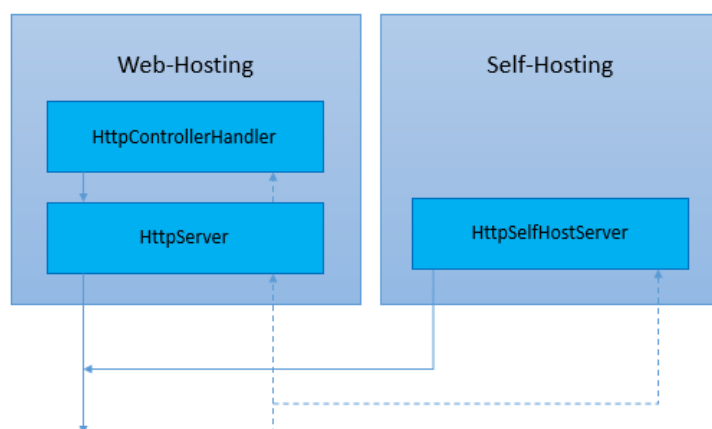 Web-Hosting
HttpControllerHandler
HttpServer
Self-Hosting
HttpSelfHostServer